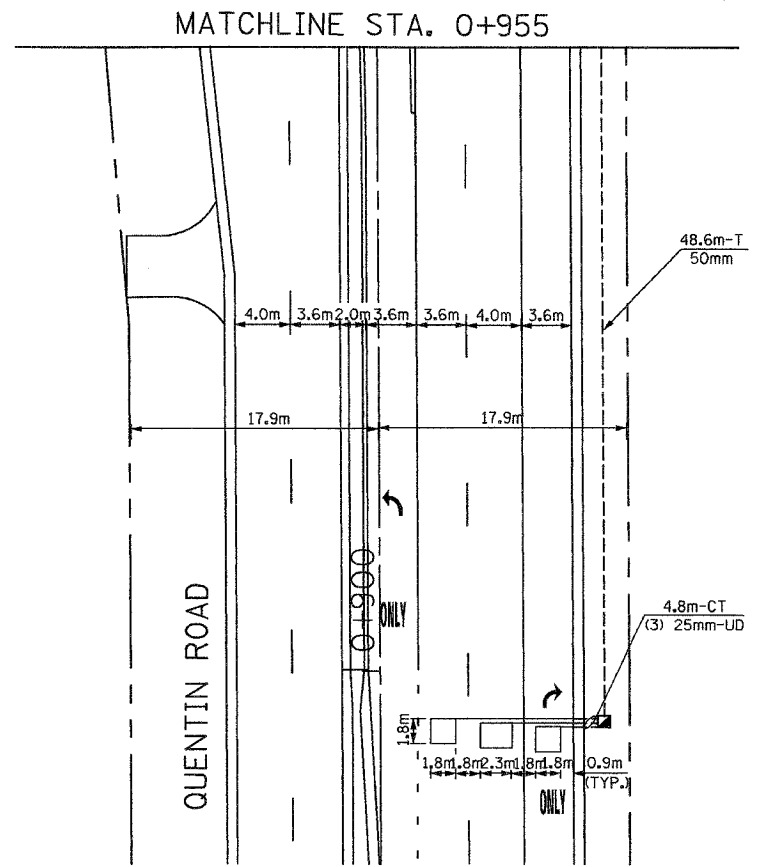 MATCHLINE STA. 0+955
48.6m-T
50mm
4.0m 3.6m 2.0m 3.6m 3.6m 4.0m 3.6m
17.9m 17.9m
0+900
ONLY
QUENTIN ROAD
4.8m-CT
(3) 25mm-UD
1.8m
1.8m 1.8m 2.3m 1.8m 1.8m 0.9m
(TYP.)
ONLY